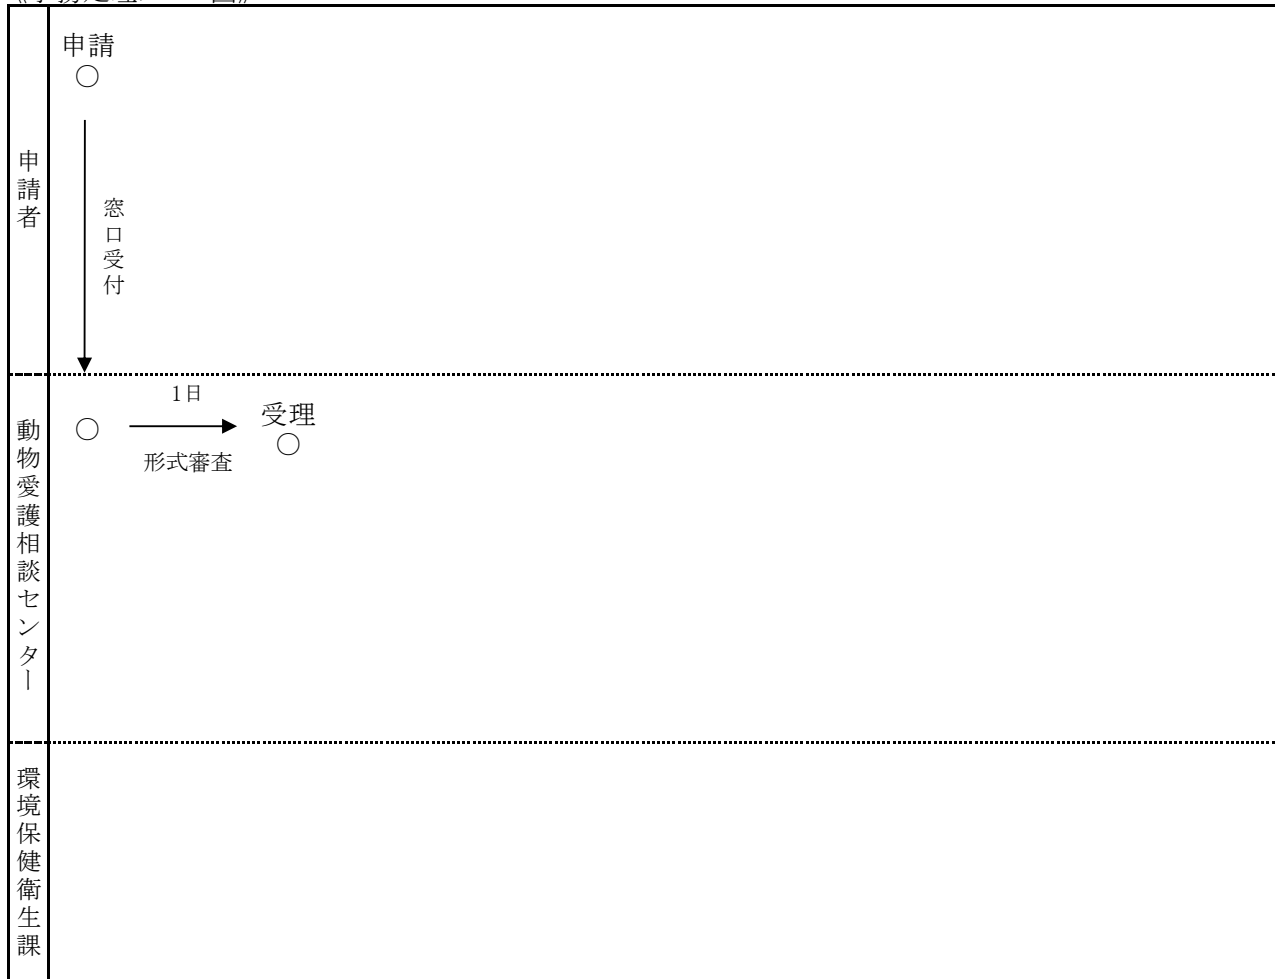 申請
○
申請者
窓口受付
1日
受理
○
○
形式審査
動物愛護相談センター
環境保健衛生課